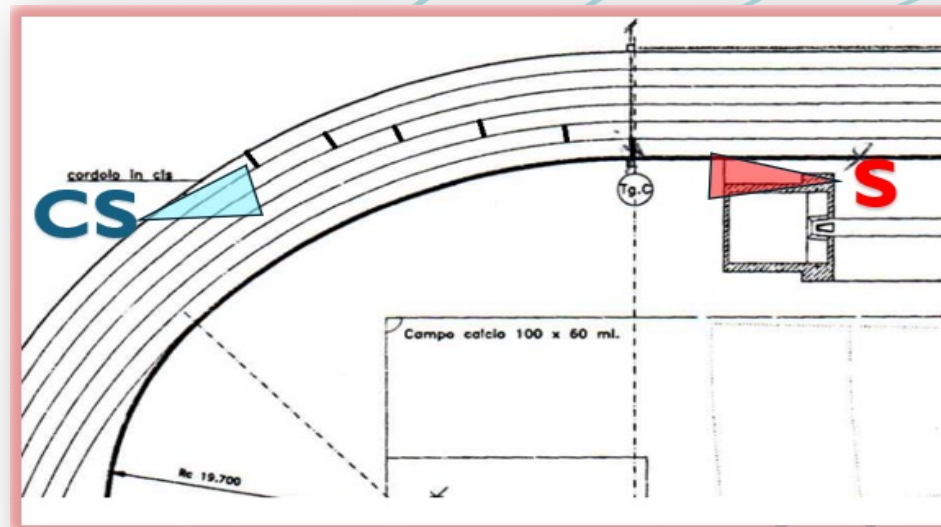 cordolo in cls
CS
S
Tg.C
Campo calcio 100 x 60 ml.
Rc 19.700